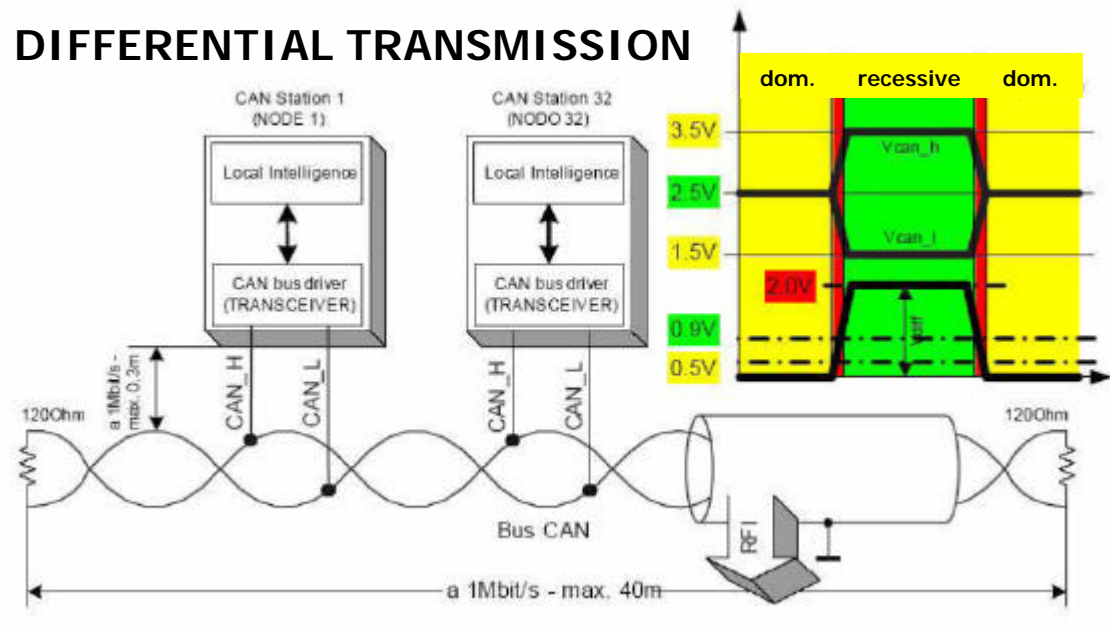 DIFFERENTIAL TRANSMISSION
CAN Station 1
(NODE 1)
Local Intelligence
CAN bus driver
(TRANSCEIVER)
CAN Station 32
(NODO 32)
Local Intelligence
CAN bus driver
(TRANSCEIVER)
dom. recessive dom.
3.5V
Vcan_h
2.5V
Vcan_l
1.5V
2.0V
0.9V
Vdiff
0.5V
a 1Mbit/s -
max. 0.3m
CAN_H
CAN_L
CAN_H
CAN_L
120Ohm
120Ohm
Bus CAN
RFI
a 1Mbit/s - max. 40m